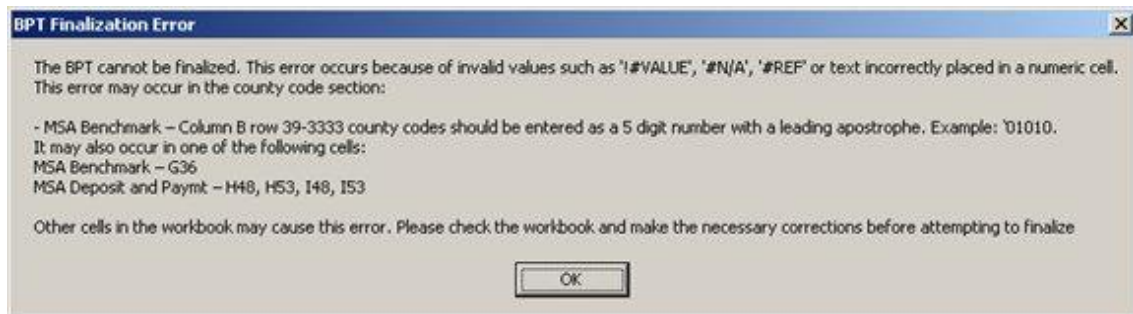 BPT Finalization Error
The BPT cannot be finalized. This error occurs because of invalid values such as '!#VALUE', '#N/A', '#REF' or text incorrectly placed in a numeric cell.
This error may occur in the county code section:
- MSA Benchmark – Column B row 39-3333 county codes should be entered as a 5 digit number with a leading apostrophe. Example: '01010.
It may also occur in one of the following cells:
MSA Benchmark – G36
MSA Deposit and Paymt – H48, H53, I48, I53
Other cells in the workbook may cause this error. Please check the workbook and make the necessary corrections before attempting to finalize
OK